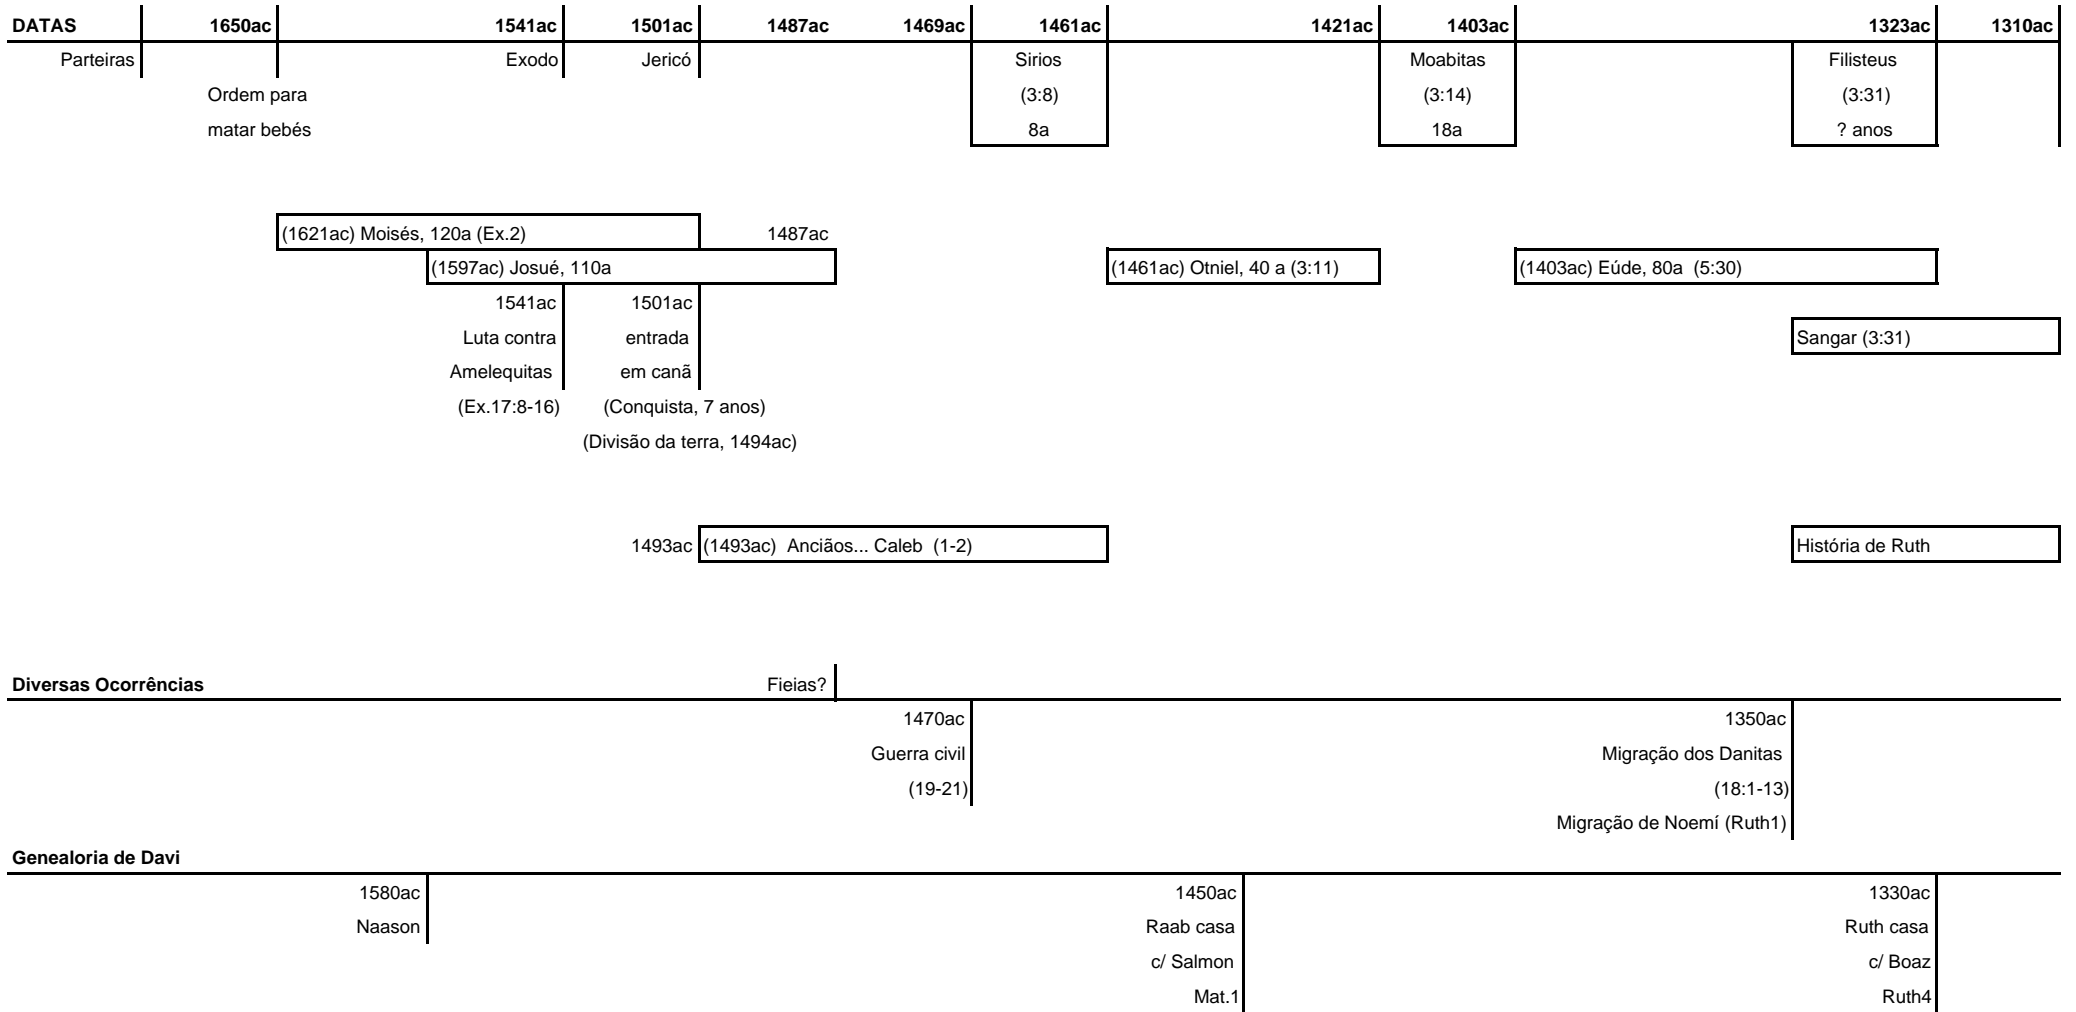 DATAS 1650ac 1541ac 1501ac 1487ac 1469ac 1461ac 1421ac 1403ac 1323ac 1310ac
Parteiras Exodo Jericó Sirios Moabitas Filisteus
Ordem para (3:8) (3:14) (3:31)
matar bebés 8a 18a ? anos
(1621ac) Moisés, 120a (Ex.2) 1487ac
(1597ac) Josué, 110a (1461ac) Otniel, 40 a (3:11) (1403ac) Eúde, 80a (5:30)
1541ac 1501ac
Luta contra entrada Sangar (3:31)
Amelequitas em canã
(Ex.17:8-16) (Conquista, 7 anos)
(Divisão da terra, 1494ac)
1493ac (1493ac) Anciãos... Caleb (1-2) História de Ruth
Diversas Ocorrências Fieias?
1470ac 1350ac
Guerra civil Migração dos Danitas
(19-21) (18:1-13)
Migração de Noemí (Ruth1)
Genealoria de Davi
1580ac 1450ac 1330ac
Naason Raab casa Ruth casa
c/ Salmon c/ Boaz
Mat.1 Ruth4